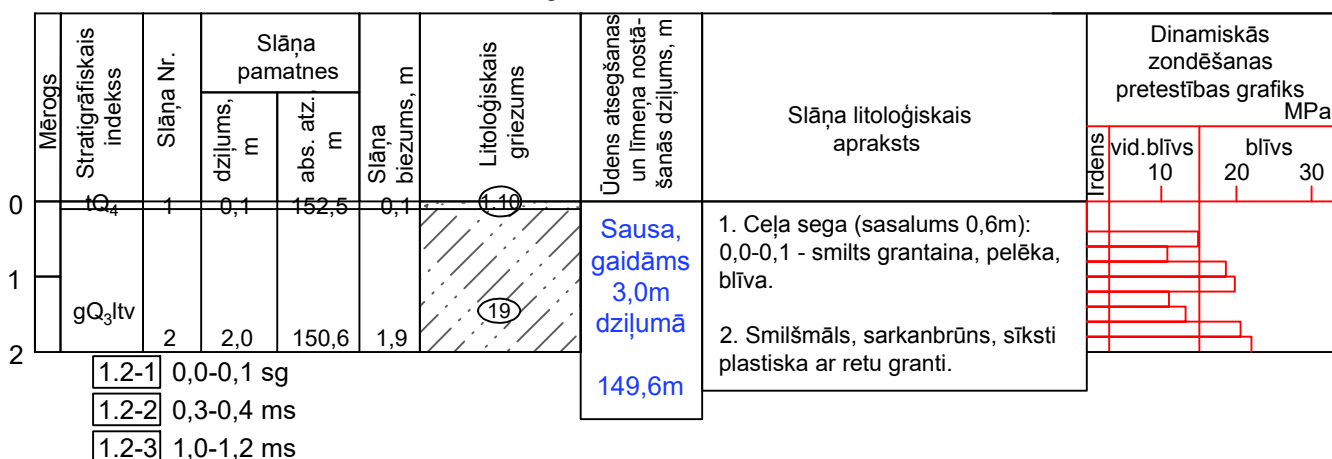 Mērogs
Stratigrāfiskais
indekss
Slāņa Nr.
Slāņa
pamatnes
dziļums,
m
abs. atz.,
m
Slāņa
biezums, m
Litoloģiskais
griezums
Ūdens atsegšanas
un līmeņa nostā-
šanās dziļums, m
Slāņa litoloģiskais
apraksts
Dinamiskās
zondēšanas
pretestības grafiks
MPa
Irdens
vid.blīvs
blīvs
10 20 30
0
tQ4 1 0,1 152,5 0,1 1.10
1
gQ3ltv
2 2,0 150,6 1,9 19
2
Sausa,
gaidāms
3,0m
dziļumā
149,6m
1. Ceļa sega (sasalums 0,6m):
0,0-0,1 - smilts grantaina, pelēka,
blīva.
2. Smilšmāls, sarkanbrūns, sīksti
plastiska ar retu granti.
1.2-1 0,0-0,1 sg
1.2-2 0,3-0,4 ms
1.2-3 1,0-1,2 ms